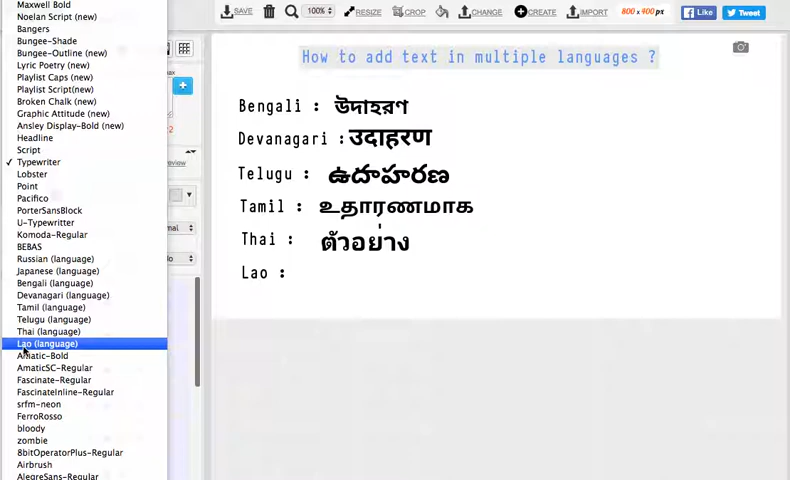 Maxwell Bold
Noelan Script (new)
Bangers
Bungee-Shade
Bungee-Outline (new)
Lyric Poetry (new)
Playlist Caps (new)
Playlist Script(new)
Broken Chalk (new)
Graphic Attitude (new)
Ansley Display-Bold (new)
Headline
Script
✓ Typewriter
Lobster
Point
Pacifico
PorterSansBlock
U-Typewritter
Komoda-Regular
BEBAS
Russian (language)
Japanese (language)
Bengali (language)
Devanagari (language)
Tamil (language)
Telugu (language)
Thai (language)
Lao (language)
Amatic-Bold
AmaticSC-Regular
Fascinate-Regular
FascinateInline-Regular
srfm-neon
FerroRosso
bloody
zombie
8bitOperatorPlus-Regular
Airbrush
AlegreSans-Regular
SAVE 100% RESIZE CROP CHANGE CREATE IMPORT 800 x 400 px Like Tweet
How to add text in multiple languages ?
Bengali : উদাহরণ
Devanagari : उदाहरण
Telugu : ఉదాహరణ
Tamil : உதாரணமாக
Thai : ตัวอย่าง
Lao :